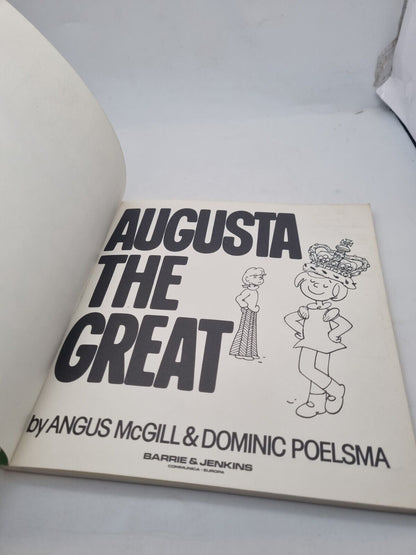 AUGUSTA
THE
GREAT
by ANGUS McGILL & DOMINIC POELSMA
BARRIE & JENKINS
COMMUNICA - EUROPA